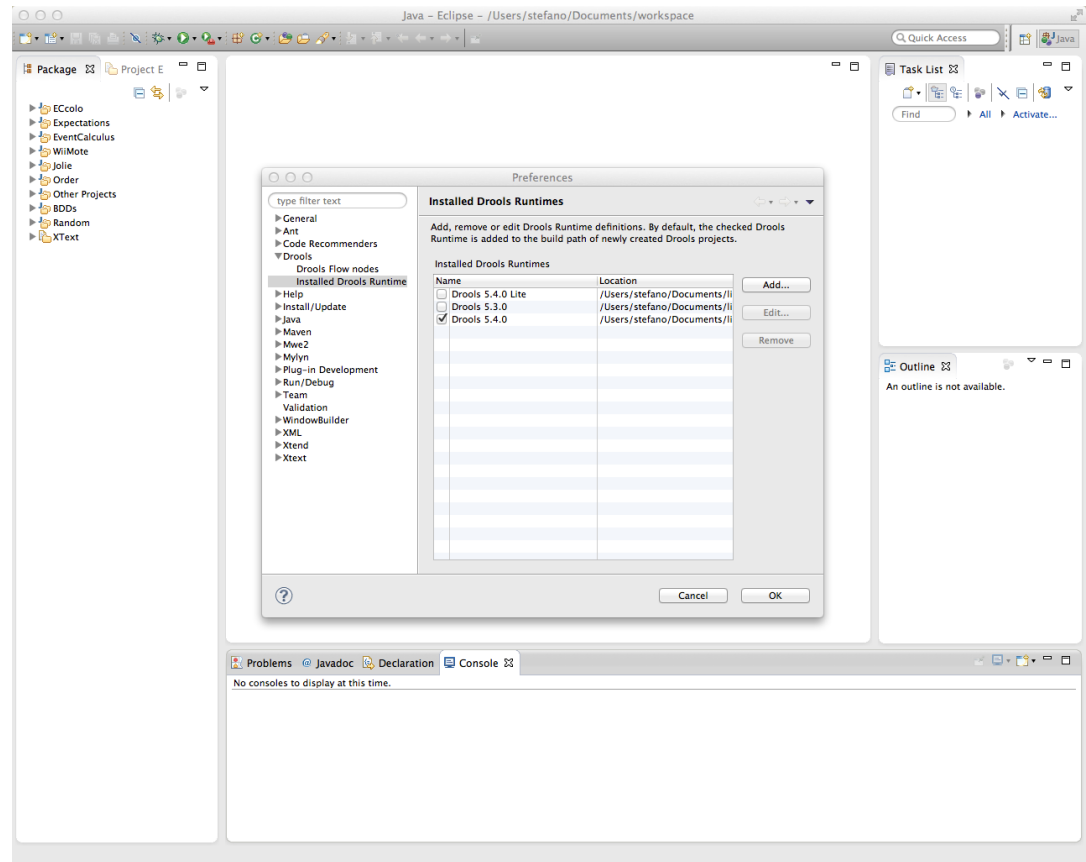 Java – Eclipse – /Users/stefano/Documents/workspace
Quick Access
Java
Package
Project E
ECcolo
Expectations
EventCalculus
WiiMote
Jolie
Order
Other Projects
BDDs
Random
XText
Task List
Find
All
Activate...
Preferences
type filter text
General
Ant
Code Recommenders
Drools
Drools Flow nodes
Installed Drools Runtime
Help
Install/Update
Java
Maven
Mwe2
Mylyn
Plug-in Development
Run/Debug
Team
Validation
WindowBuilder
XML
Xtend
Xtext
Installed Drools Runtimes
Add, remove or edit Drools Runtime definitions. By default, the checked Drools
Runtime is added to the build path of newly created Drools projects.
Installed Drools Runtimes
Name Location
Drools 5.4.0 Lite /Users/stefano/Documents/li
Drools 5.3.0 /Users/stefano/Documents/li
Drools 5.4.0 /Users/stefano/Documents/li
Add...
Edit...
Remove
?
Cancel
OK
Outline
An outline is not available.
Problems @ Javadoc Declaration Console
No consoles to display at this time.